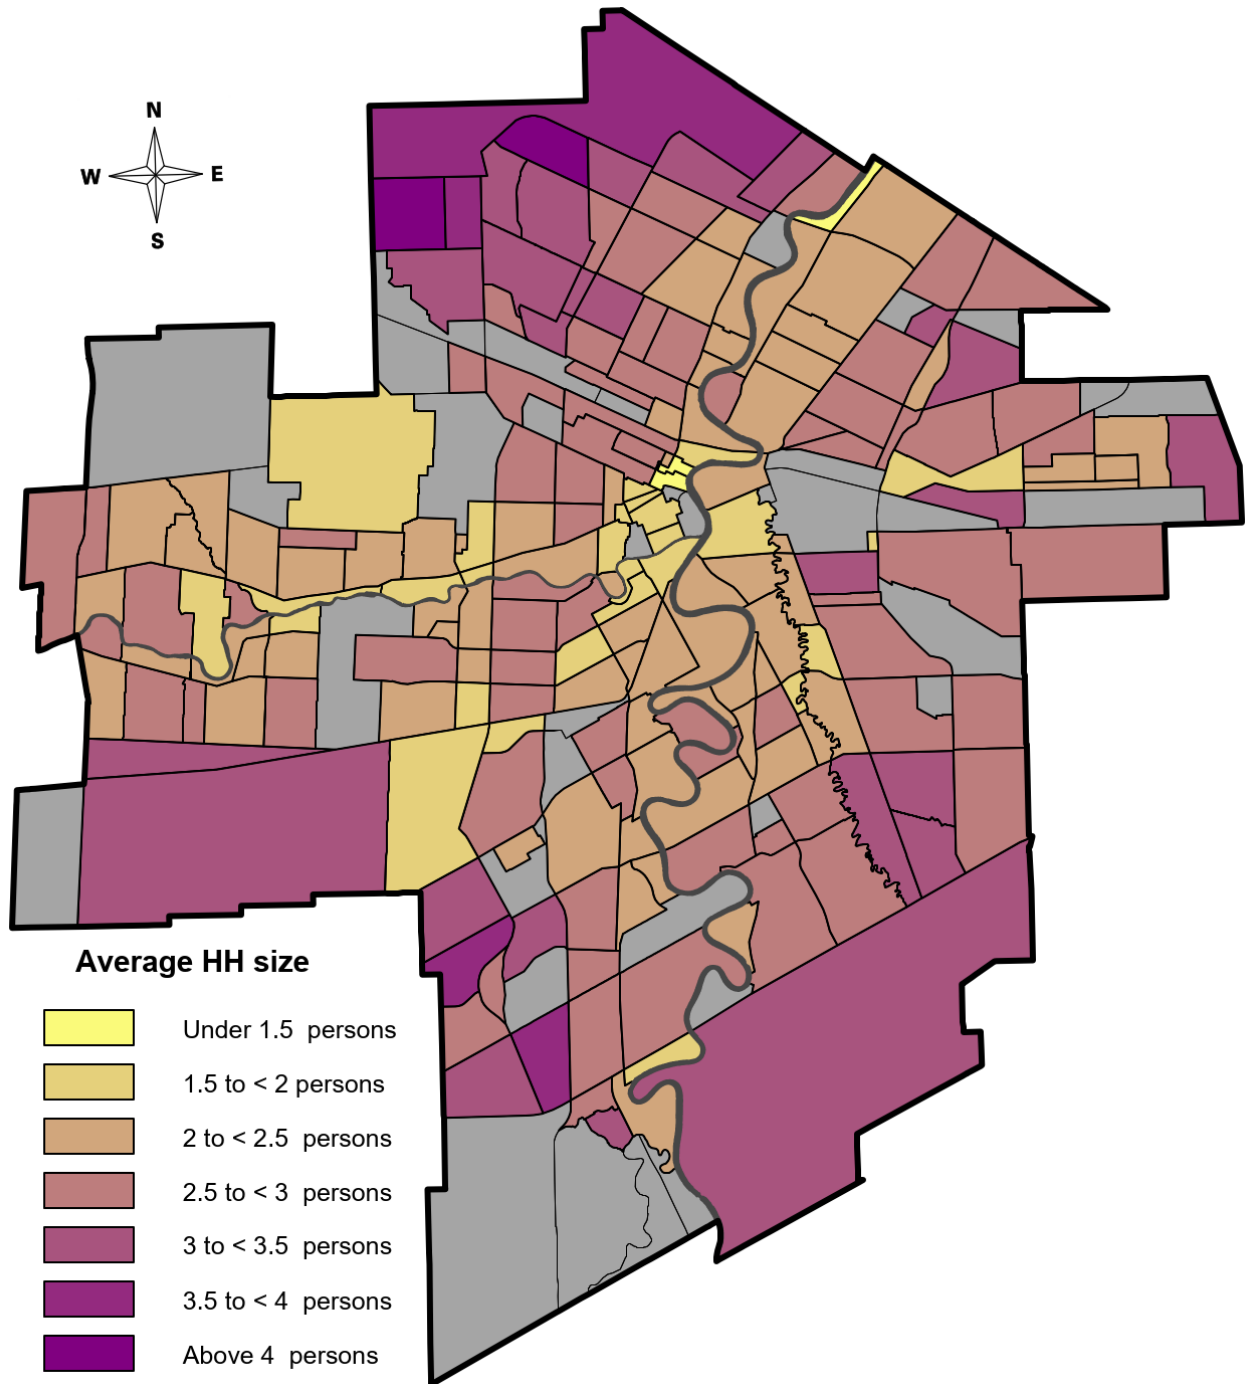 N
W E
S
Average HH size
Under 1.5 persons
1.5 to < 2 persons
2 to < 2.5 persons
2.5 to < 3 persons
3 to < 3.5 persons
3.5 to < 4 persons
Above 4 persons